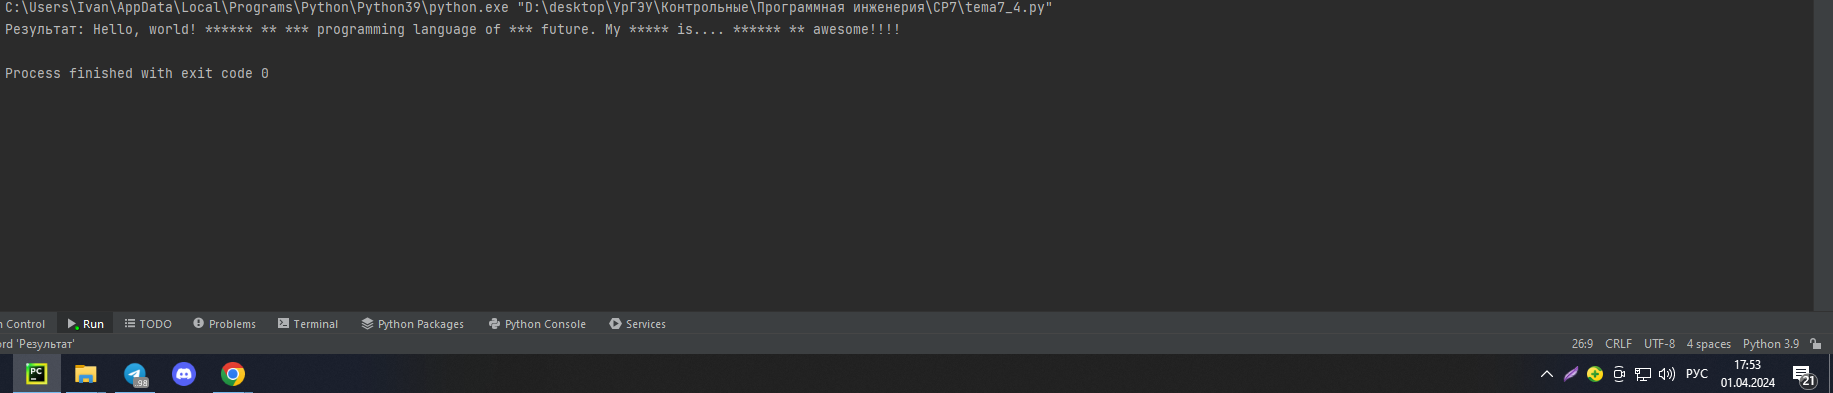 C:\Users\Ivan\AppData\Local\Programs\Python\Python39\python.exe "D:\desktop\УрГЭУ\Контрольные\Программная инженерия\СР7\tema7_4.py"
Результат: Hello, world! ****** ** *** programming language of *** future. My ***** is.... ****** ** awesome!!!!
Process finished with exit code 0
n Control Run TODO Problems Terminal Python Packages Python Console Services
ord 'Результат' 26:9 CRLF UTF-8 4 spaces Python 3.9
PC 98 РУС 17:53
01.04.2024 21